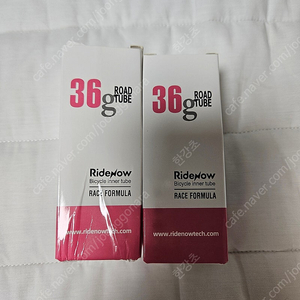 36g ROAD TUBE
RideNow
Bicycle inner tube
RACE FORMULA
www.ridenowtech.com
36g ROAD TUBE
RideNow
Bicycle inner tube
RACE FORMULA
www.ridenowtech.com